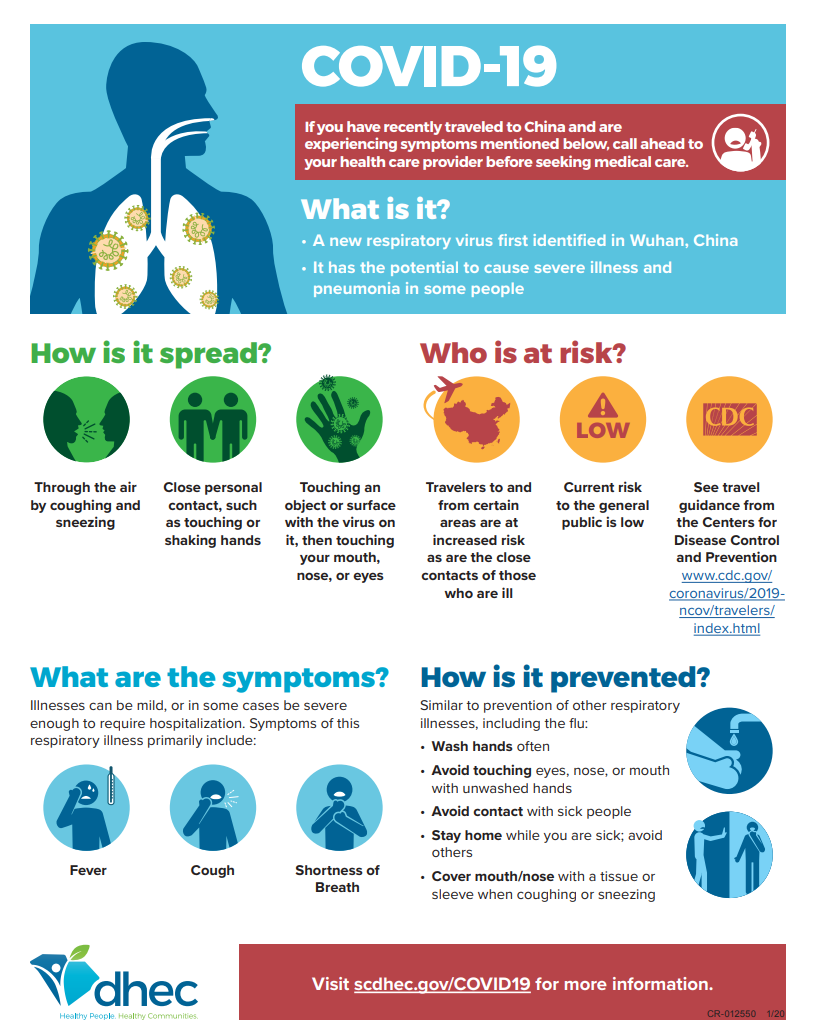 COVID-19
If you have recently traveled to China and are
experiencing symptoms mentioned below, call ahead to
your health care provider before seeking medical care.
What is it?
• A new respiratory virus first identified in Wuhan, China
• It has the potential to cause severe illness and
pneumonia in some people
How is it spread?
Through the air
by coughing and
sneezing
Close personal
contact, such
as touching or
shaking hands
Touching an
object or surface
with the virus on
it, then touching
your mouth,
nose, or eyes
Who is at risk?
Travelers to and
from certain
areas are at
increased risk
as are the close
contacts of those
who are ill
LOW
Current risk
to the general
public is low
CDC
See travel
guidance from
the Centers for
Disease Control
and Prevention
www.cdc.gov/
coronavirus/2019-
ncov/travelers/
index.html
What are the symptoms?
Illnesses can be mild, or in some cases be severe
enough to require hospitalization. Symptoms of this
respiratory illness primarily include:
Fever
Cough
Shortness of
Breath
How is it prevented?
Similar to prevention of other respiratory
illnesses, including the flu:
• Wash hands often
• Avoid touching eyes, nose, or mouth
with unwashed hands
• Avoid contact with sick people
• Stay home while you are sick; avoid
others
• Cover mouth/nose with a tissue or
sleeve when coughing or sneezing
dhec
Healthy People. Healthy Communities.
Visit scdhec.gov/COVID19 for more information.
CR-012550 1/20